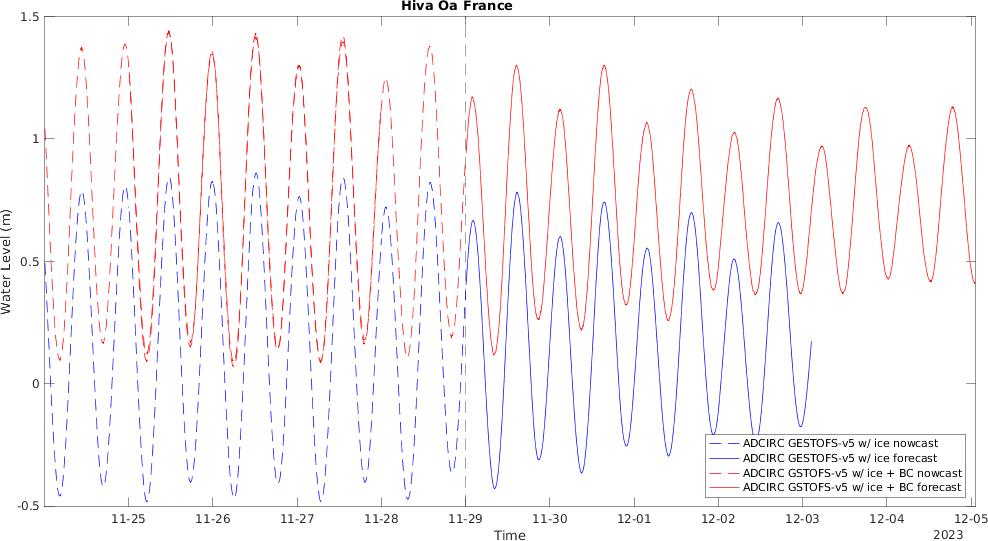 Hiva Oa France
1.5
1
0.5
0
-0.5
Water Level (m)
11-25
11-26
11-27
11-28
11-29
11-30
12-01
12-02
12-03
12-04
12-05
Time
2023
ADCIRC GESTOFS-v5 w/ ice nowcast
ADCIRC GESTOFS-v5 w/ ice forecast
ADCIRC GSTOFS-v5 w/ ice + BC nowcast
ADCIRC GSTOFS-v5 w/ ice + BC forecast